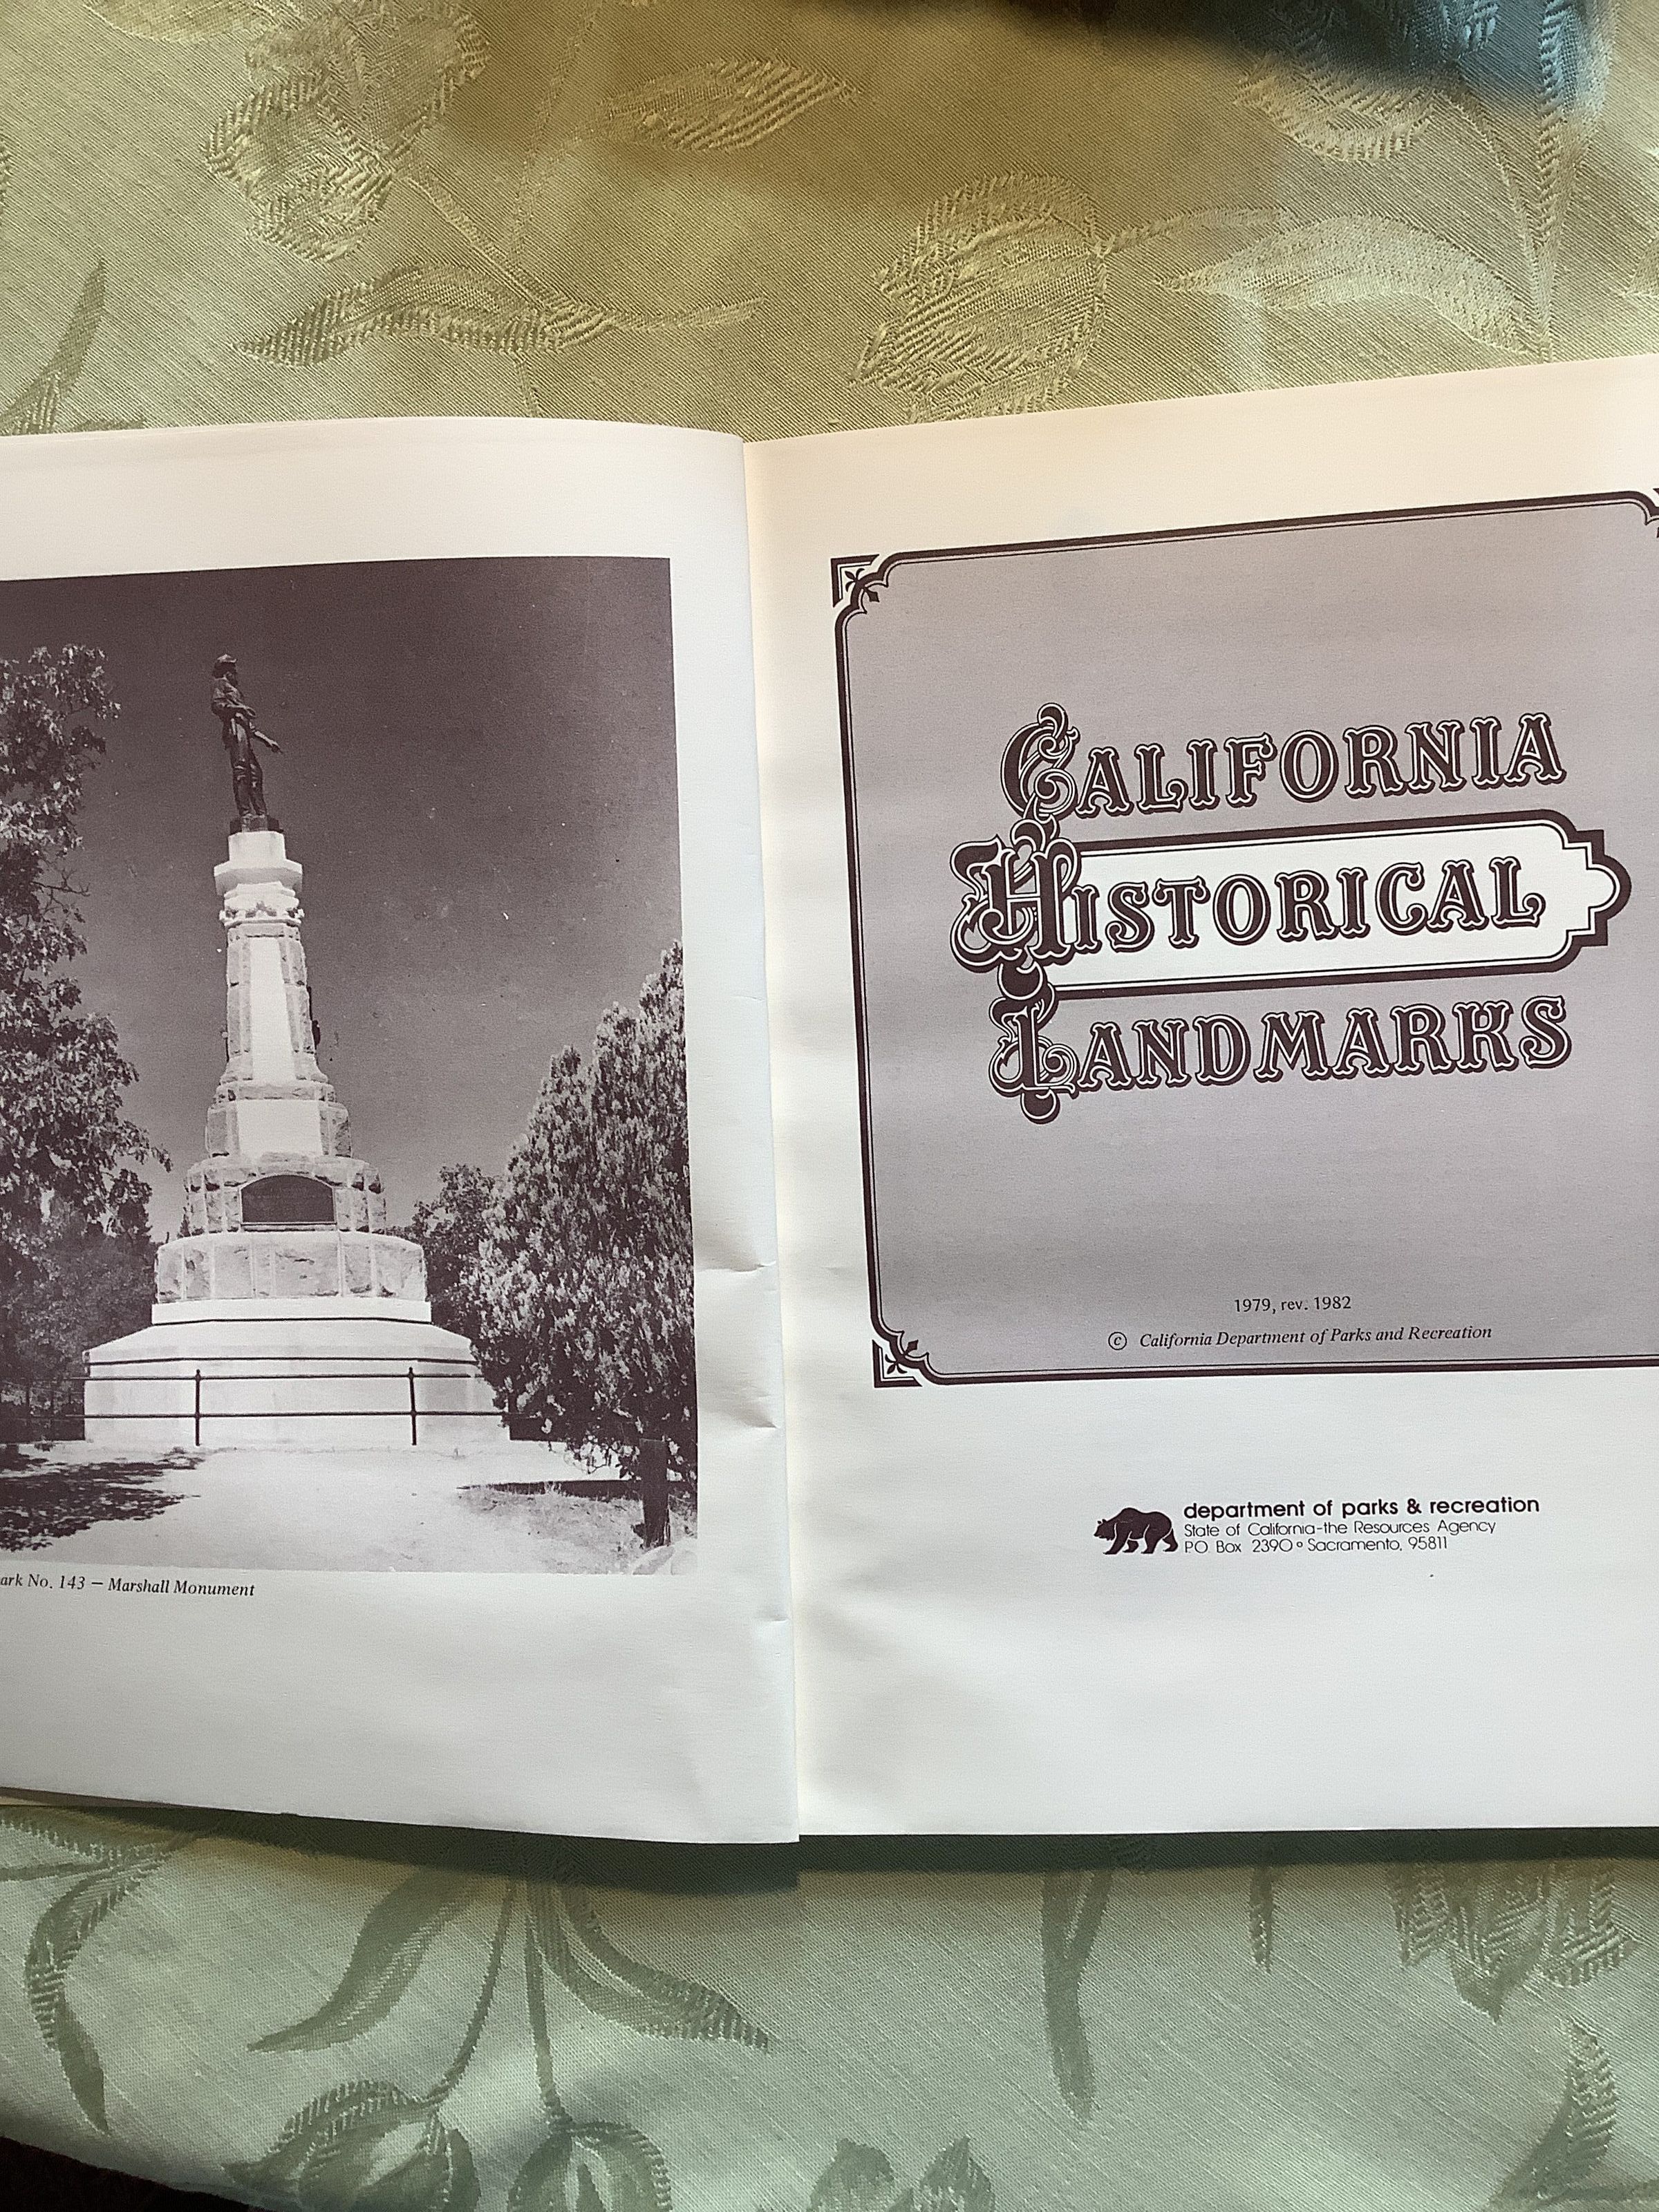 ark No. 143 — Marshall Monument
CALIFORNIA
HISTORICAL
LANDMARKS
1979, rev. 1982
© California Department of Parks and Recreation
department of parks & recreation
State of California-the Resources Agency
PO Box 2390 • Sacramento, 95811